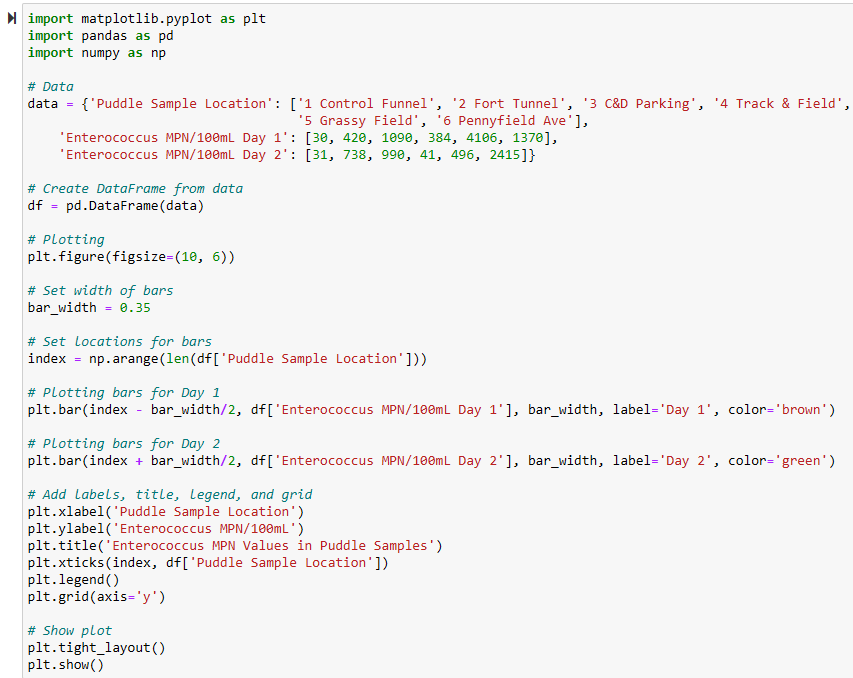 import matplotlib.pyplot as plt
import pandas as pd
import numpy as np

# Data
data = {'Puddle Sample Location': ['1 Control Funnel', '2 Fort Tunnel', '3 C&D Parking', '4 Track & Field',
                                   '5 Grassy Field', '6 Pennyfield Ave'],
    'Enterococcus MPN/100mL Day 1': [30, 420, 1090, 384, 4106, 1370],
    'Enterococcus MPN/100mL Day 2': [31, 738, 990, 41, 496, 2415]}

# Create DataFrame from data
df = pd.DataFrame(data)

# Plotting
plt.figure(figsize=(10, 6))

# Set width of bars
bar_width = 0.35

# Set locations for bars
index = np.arange(len(df['Puddle Sample Location']))

# Plotting bars for Day 1
plt.bar(index - bar_width/2, df['Enterococcus MPN/100mL Day 1'], bar_width, label='Day 1', color='brown')

# Plotting bars for Day 2
plt.bar(index + bar_width/2, df['Enterococcus MPN/100mL Day 2'], bar_width, label='Day 2', color='green')

# Add labels, title, legend, and grid
plt.xlabel('Puddle Sample Location')
plt.ylabel('Enterococcus MPN/100mL')
plt.title('Enterococcus MPN Values in Puddle Samples')
plt.xticks(index, df['Puddle Sample Location'])
plt.legend()
plt.grid(axis='y')

# Show plot
plt.tight_layout()
plt.show()